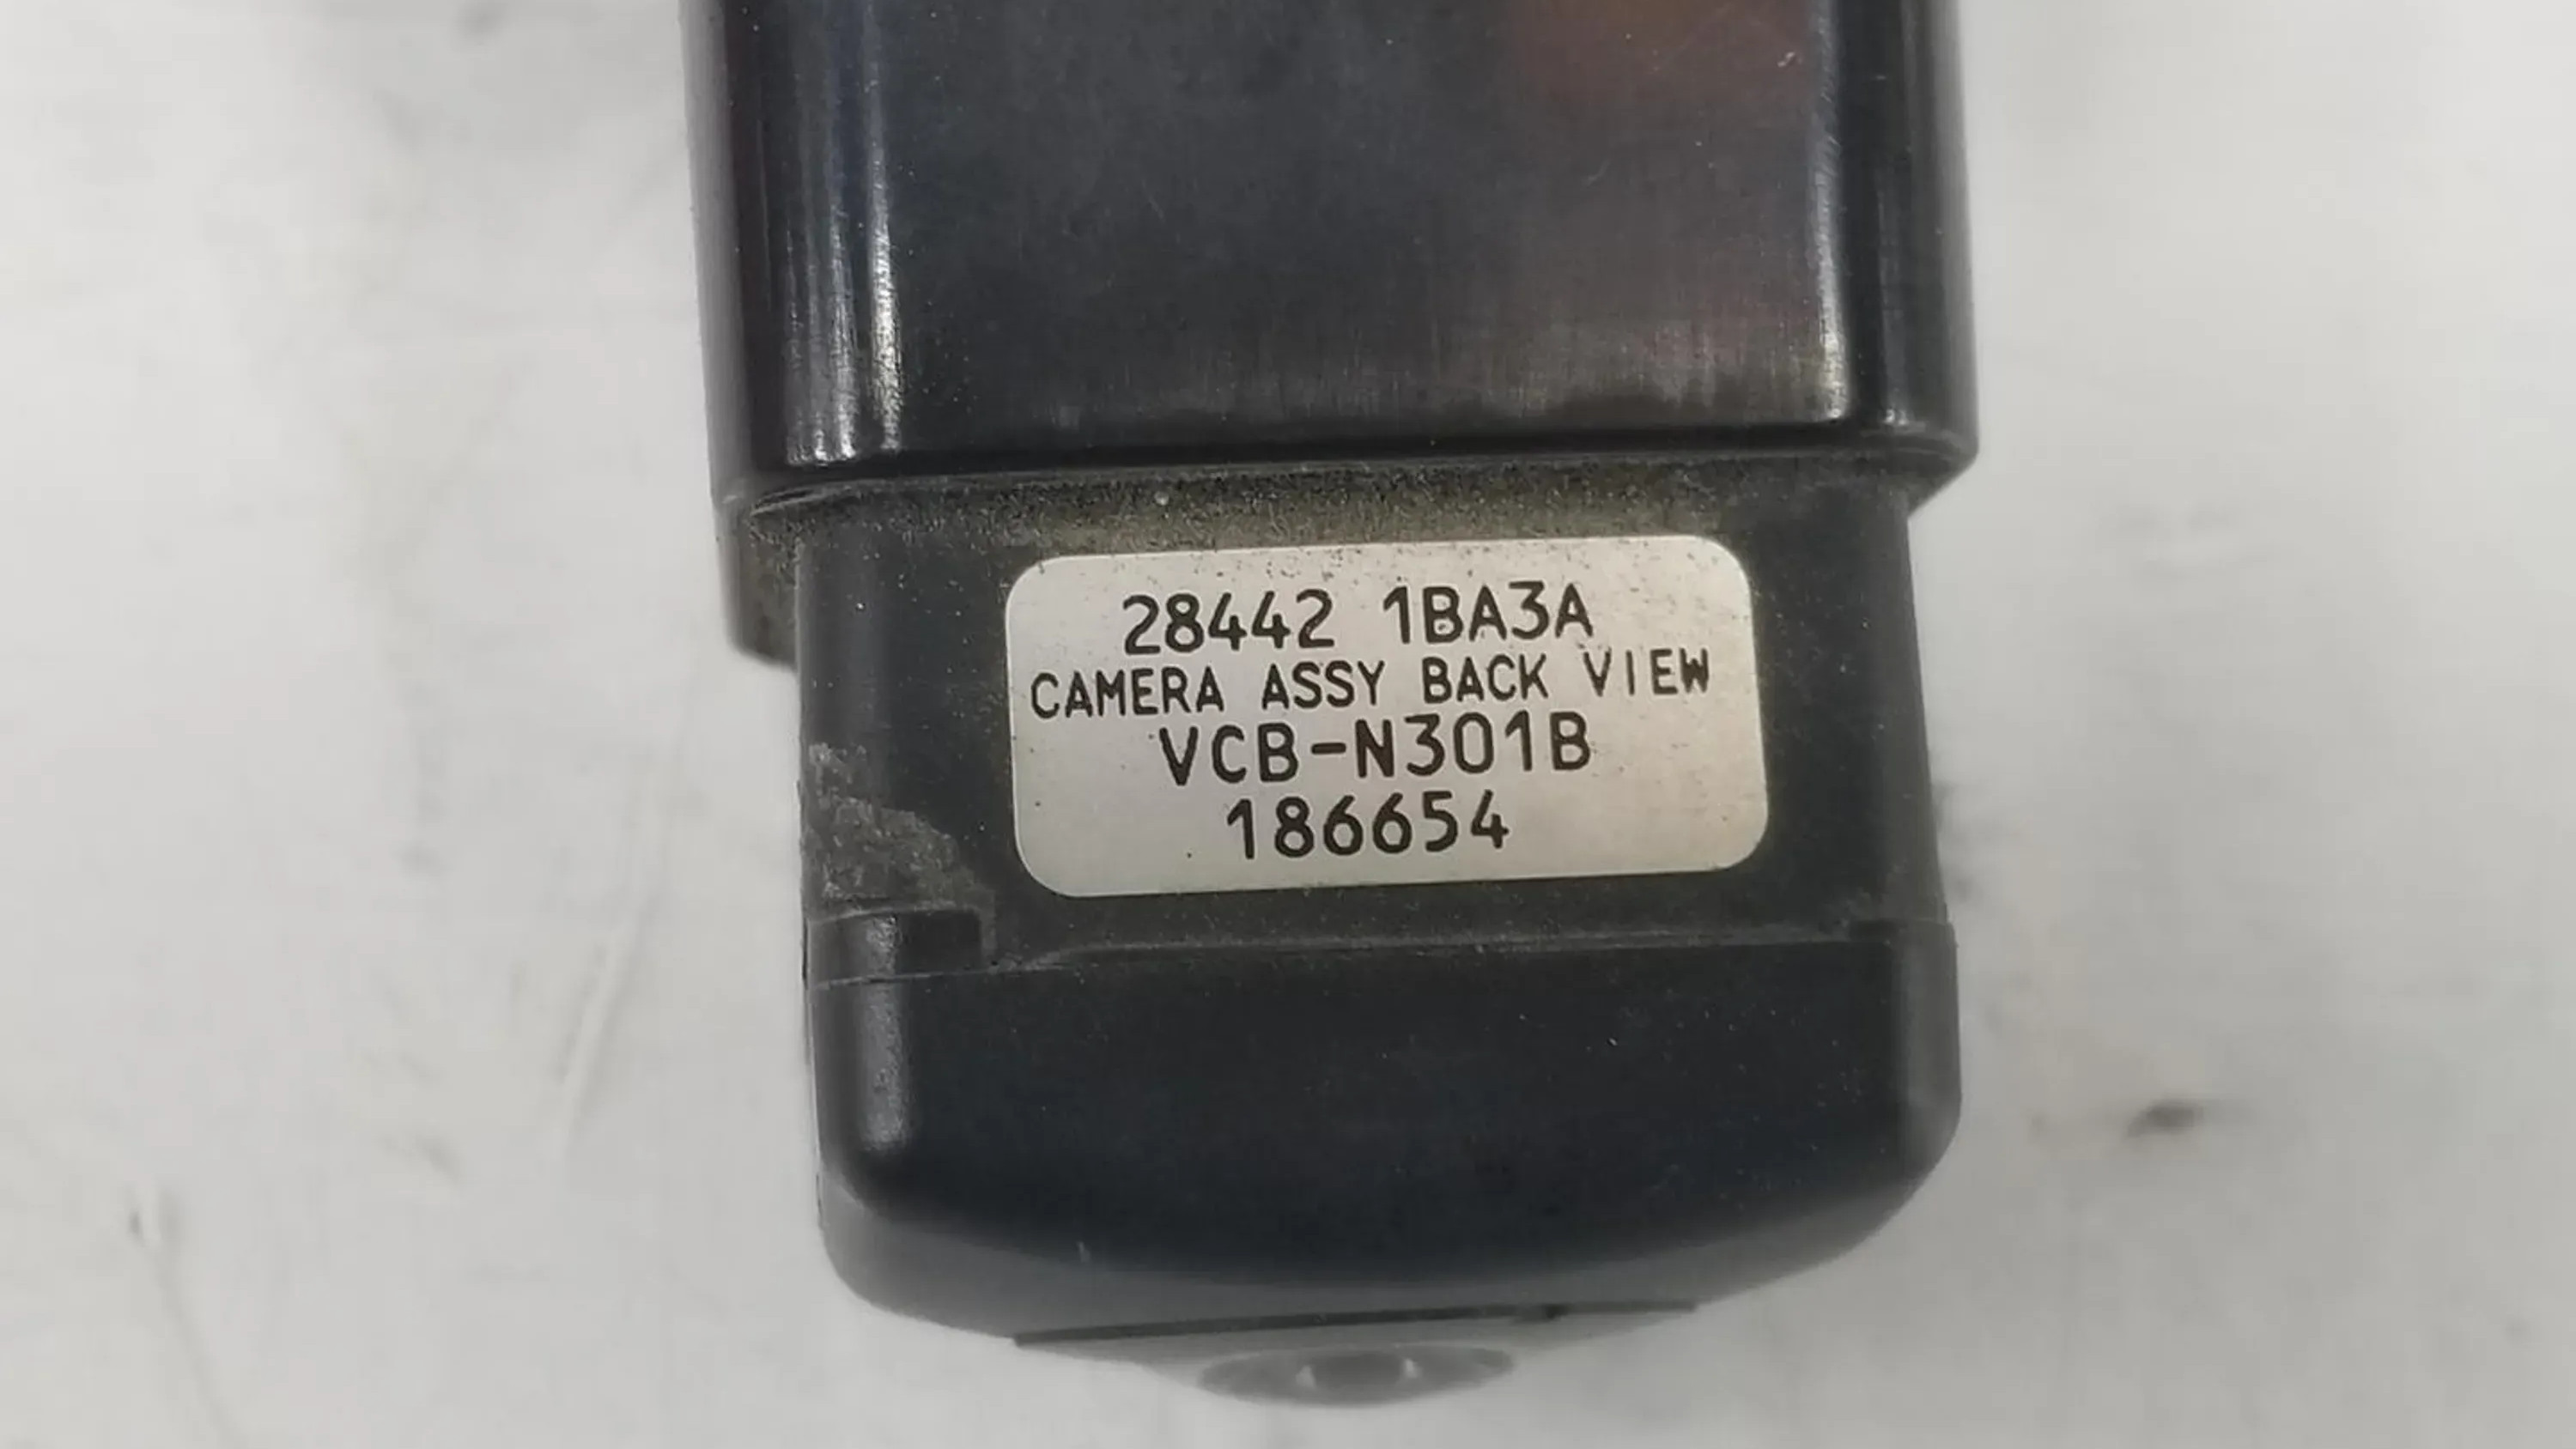 28442 1BA3A
CAMERA ASSY BACK VIEW
VCB-N301B
186654